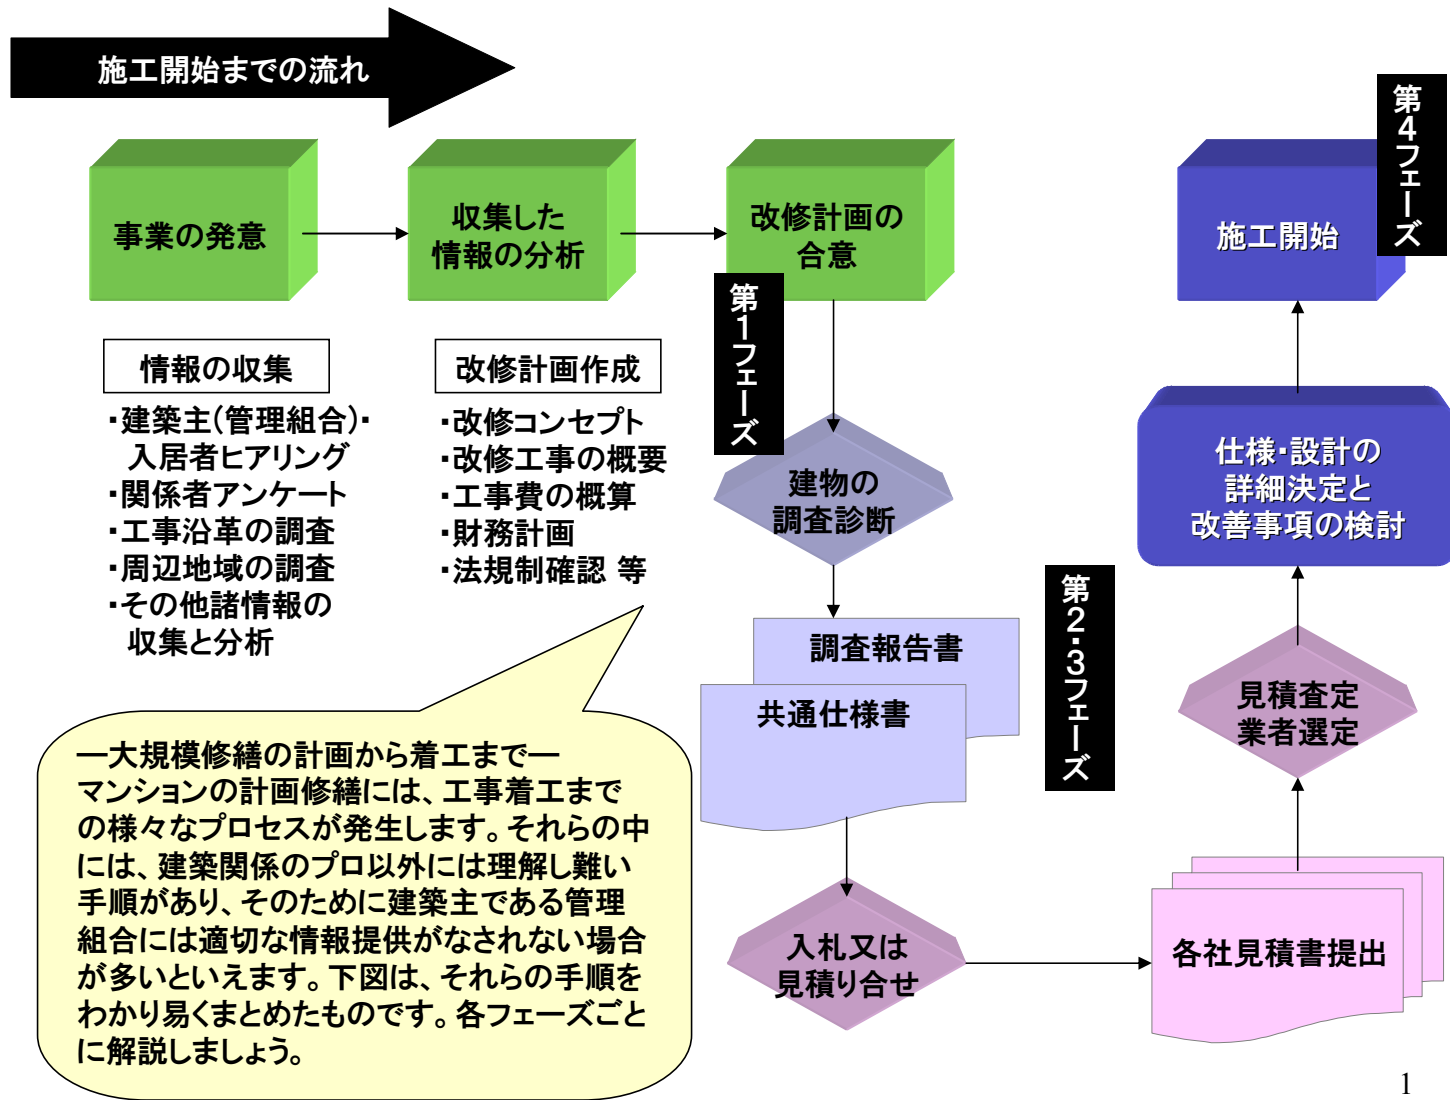 施工開始までの流れ
事業の発意
収集した
情報の分析
改修計画の
合意
第1フェーズ
情報の収集
・建築主(管理組合)・
入居者ヒアリング
・関係者アンケート
・工事沿革の調査
・周辺地域の調査
・その他諸情報の
収集と分析
改修計画作成
・改修コンセプト
・改修工事の概要
・工事費の概算
・財務計画
・法規制確認 等
建物の
調査診断
調査報告書
共通仕様書
入札又は
見積り合せ
第2・3フェーズ
各社見積書提出
見積査定
業者選定
仕様・設計の
詳細決定と
改善事項の検討
施工開始
第4フェーズ
―大規模修繕の計画から着工まで―
マンションの計画修繕には、工事着工まで
の様々なプロセスが発生します。それらの中
には、建築関係のプロ以外には理解し難い
手順があり、そのために建築主である管理
組合には適切な情報提供がなされない場合
が多いといえます。下図は、それらの手順を
わかり易くまとめたものです。各フェーズごと
に解説しましょう。
1